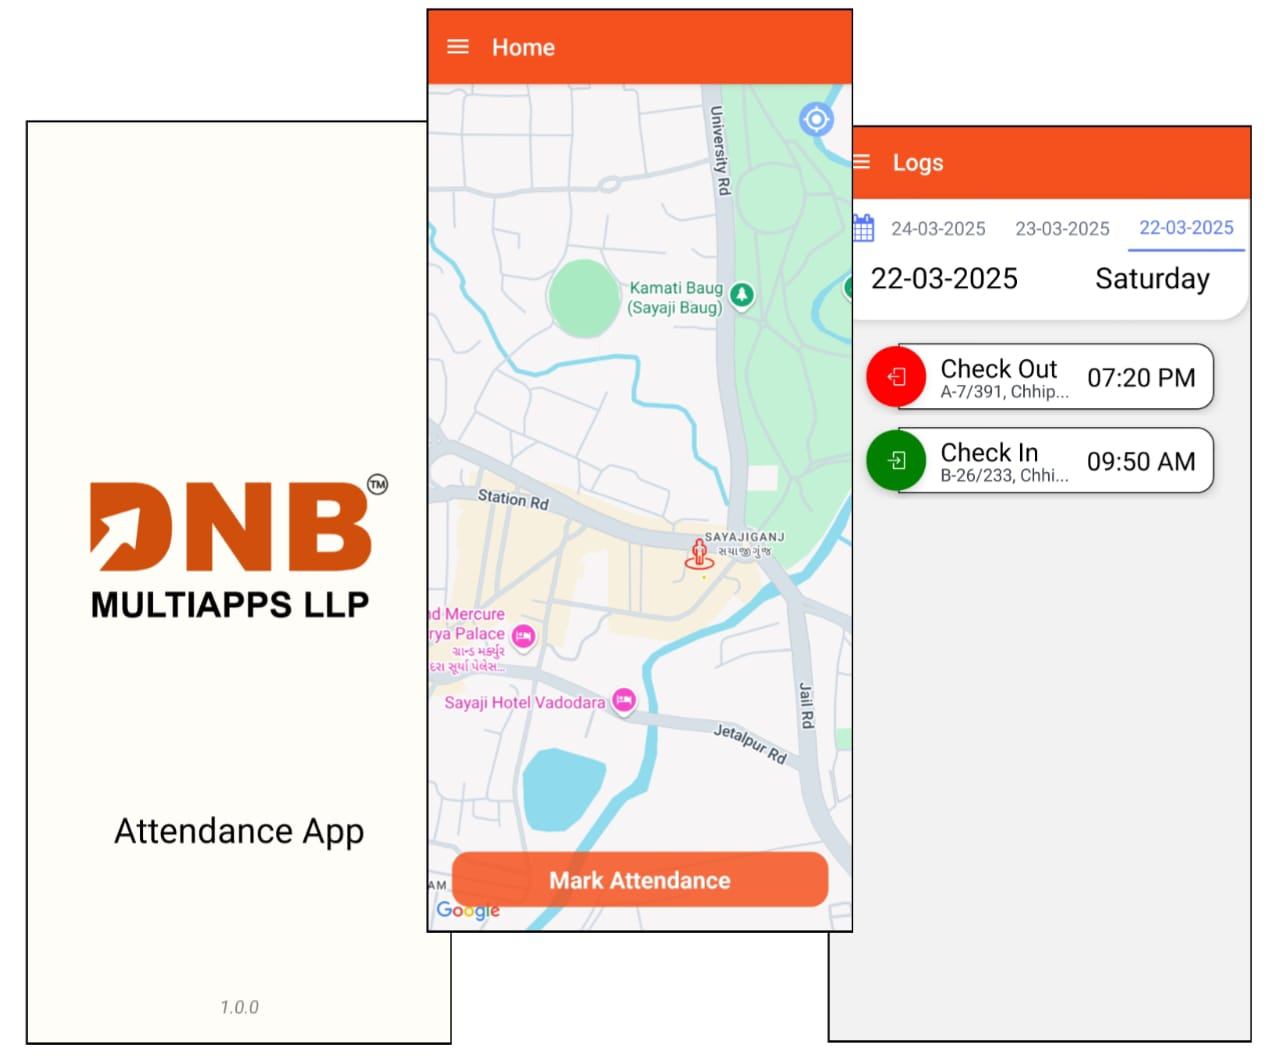 DNB
TM
MULTIAPPS LLP
Attendance App
1.0.0
Home
University Rd
Kamati Baug
(Sayaji Baug)
Station Rd
SAYAJIGANJ
સયાજીગુંજ
nd Mercure
rya Palace
ગ્રાન્ડ મર્ક્યુર
દરા સૂર્યા પેલેસ...
Sayaji Hotel Vadodara
Jail Rd
Jetalpur Rd
Mark Attendance
AM
Google
Logs
24-03-2025 23-03-2025 22-03-2025
22-03-2025 Saturday
Check Out 07:20 PM
A-7/391, Chhip...
Check In 09:50 AM
B-26/233, Chhi...